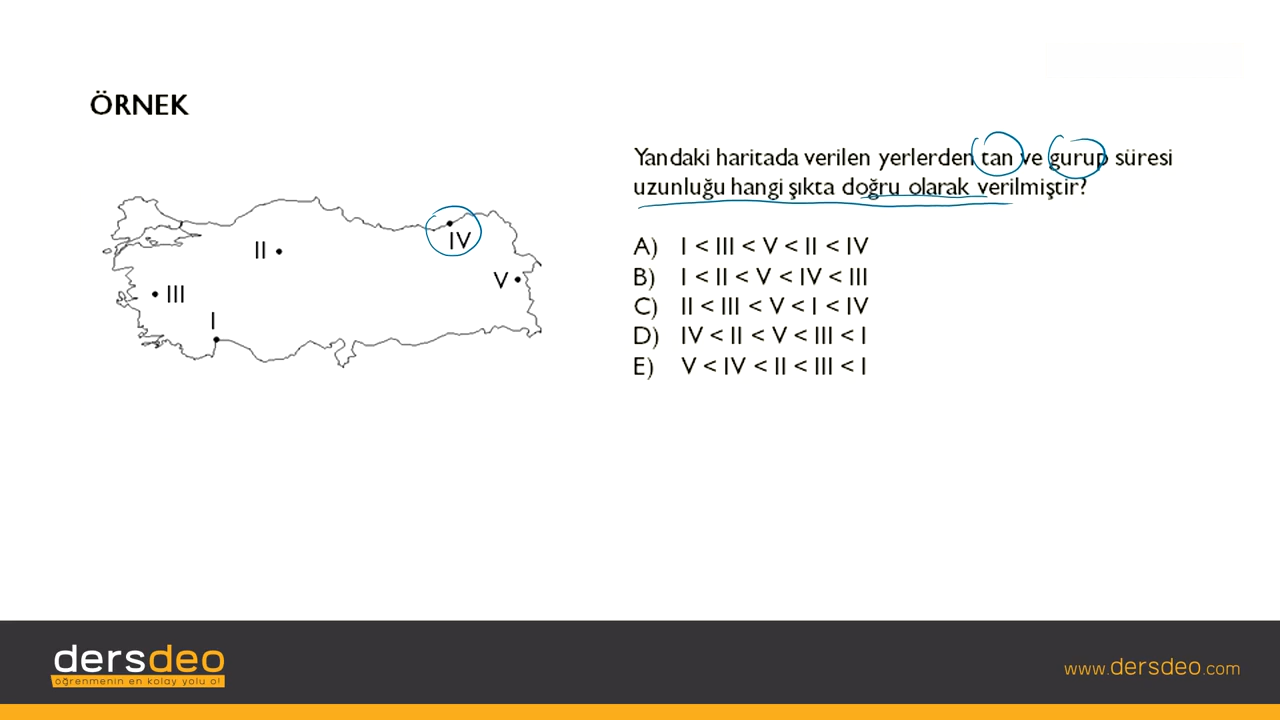 ÖRNEK
Yandaki haritada verilen yerlerden tan ve gurup süresi
uzunluğu hangi şıkta doğru olarak verilmiştir?
II
IV
V
III
I
A) I < III < V < II < IV
B) I < II < V < IV < III
C) II < III < V < I < IV
D) IV < II < V < III < I
E) V < IV < II < III < I
dersdeo
öğrenmenin en kolay yolu o!
www.dersdeo.com